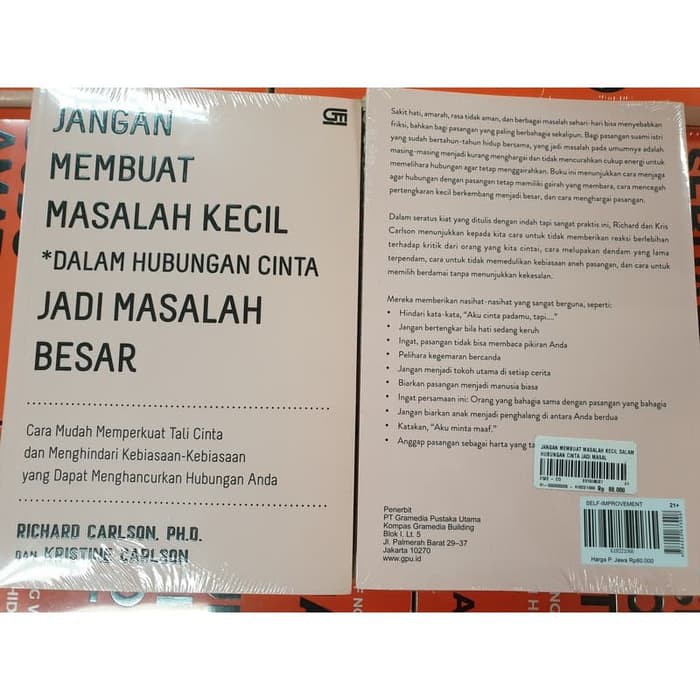 JANGAN
MEMBUAT
MASALAH KECIL
*DALAM HUBUNGAN CINTA
JADI MASALAH
BESAR
Cara Mudah Memperkuat Tali Cinta
dan Menghindari Kebiasaan-Kebiasaan
yang Dapat Menghancurkan Hubungan Anda
RICHARD CARLSON, PH.D.
DAN KRISTINE CARLSON
Sakit hati, amarah, rasa tidak aman, dan berbagai masalah sehari-hari bisa menyebabkan
friksi, bahkan bagi pasangan yang paling berbahagia sekalipun. Bagi pasangan suami istri
yang sudah bertahun-tahun hidup bersama, yang jadi masalah pada umumnya adalah
masing-masing menjadi kurang menghargai dan tidak mencurahkan cukup energi untuk
memelihara hubungan agar tetap menggairahkan. Buku ini menunjukkan cara menjaga
agar hubungan dengan pasangan tetap memiliki gairah yang membara, cara mencegah
pertengkaran kecil berkembang menjadi besar, dan cara menghargai pasangan.
Dalam seratus kiat yang ditulis dengan indah tapi sangat praktis ini, Richard dan Kris
Carlson menunjukkan kepada kita cara untuk tidak memberikan reaksi berlebihan
terhadap kritik dari orang yang kita cintai, cara melupakan dendam yang lama
terpendam, cara untuk tidak memedulikan kebiasaan aneh pasangan, dan cara untuk
memilih berdamai tanpa menunjukkan kekesalan.
Mereka memberikan nasihat-nasihat yang sangat berguna, seperti:
• Hindari kata-kata, "Aku cinta padamu, tapi...."
• Jangan bertengkar bila hati sedang keruh
• Ingat, pasangan tidak bisa membaca pikiran Anda
• Pelihara kegemaran bercanda
• Jangan menjadi tokoh utama di setiap cerita
• Biarkan pasangan menjadi manusia biasa
• Ingat persamaan ini: Orang yang bahagia sama dengan pasangan yang bahagia
• Jangan biarkan anak menjadi penghalang di antara Anda berdua
• Katakan, "Aku minta maaf."
• Anggap pasangan sebagai harta yang
JANGAN MEMBUAT MASALAH KECIL DALAM
HUBUNGAN CINTA JADI MASAL
Rp 80.000
Penerbit
PT Gramedia Pustaka Utama
Kompas Gramedia Building
Blok I, Lt. 5
Jl. Palmerah Barat 29–37
Jakarta 10270
www.gpu.id
SELF-IMPROVEMENT 21+
Harga P. Jawa Rp80.000